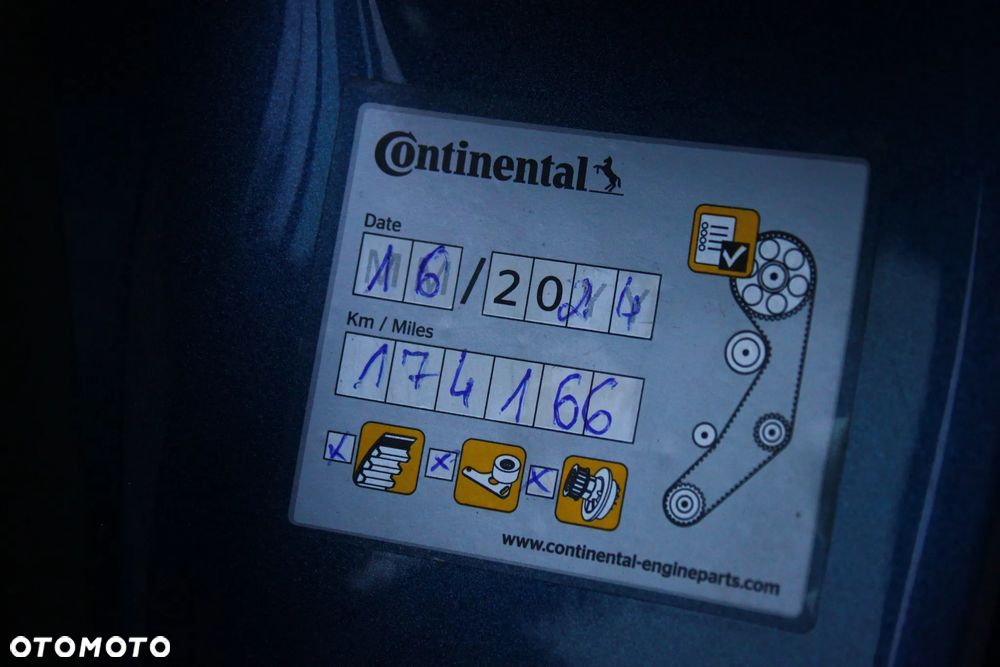 Continental
Date
16/2024
Km / Miles
174166
www.continental-engineparts.com
OTOMOTO